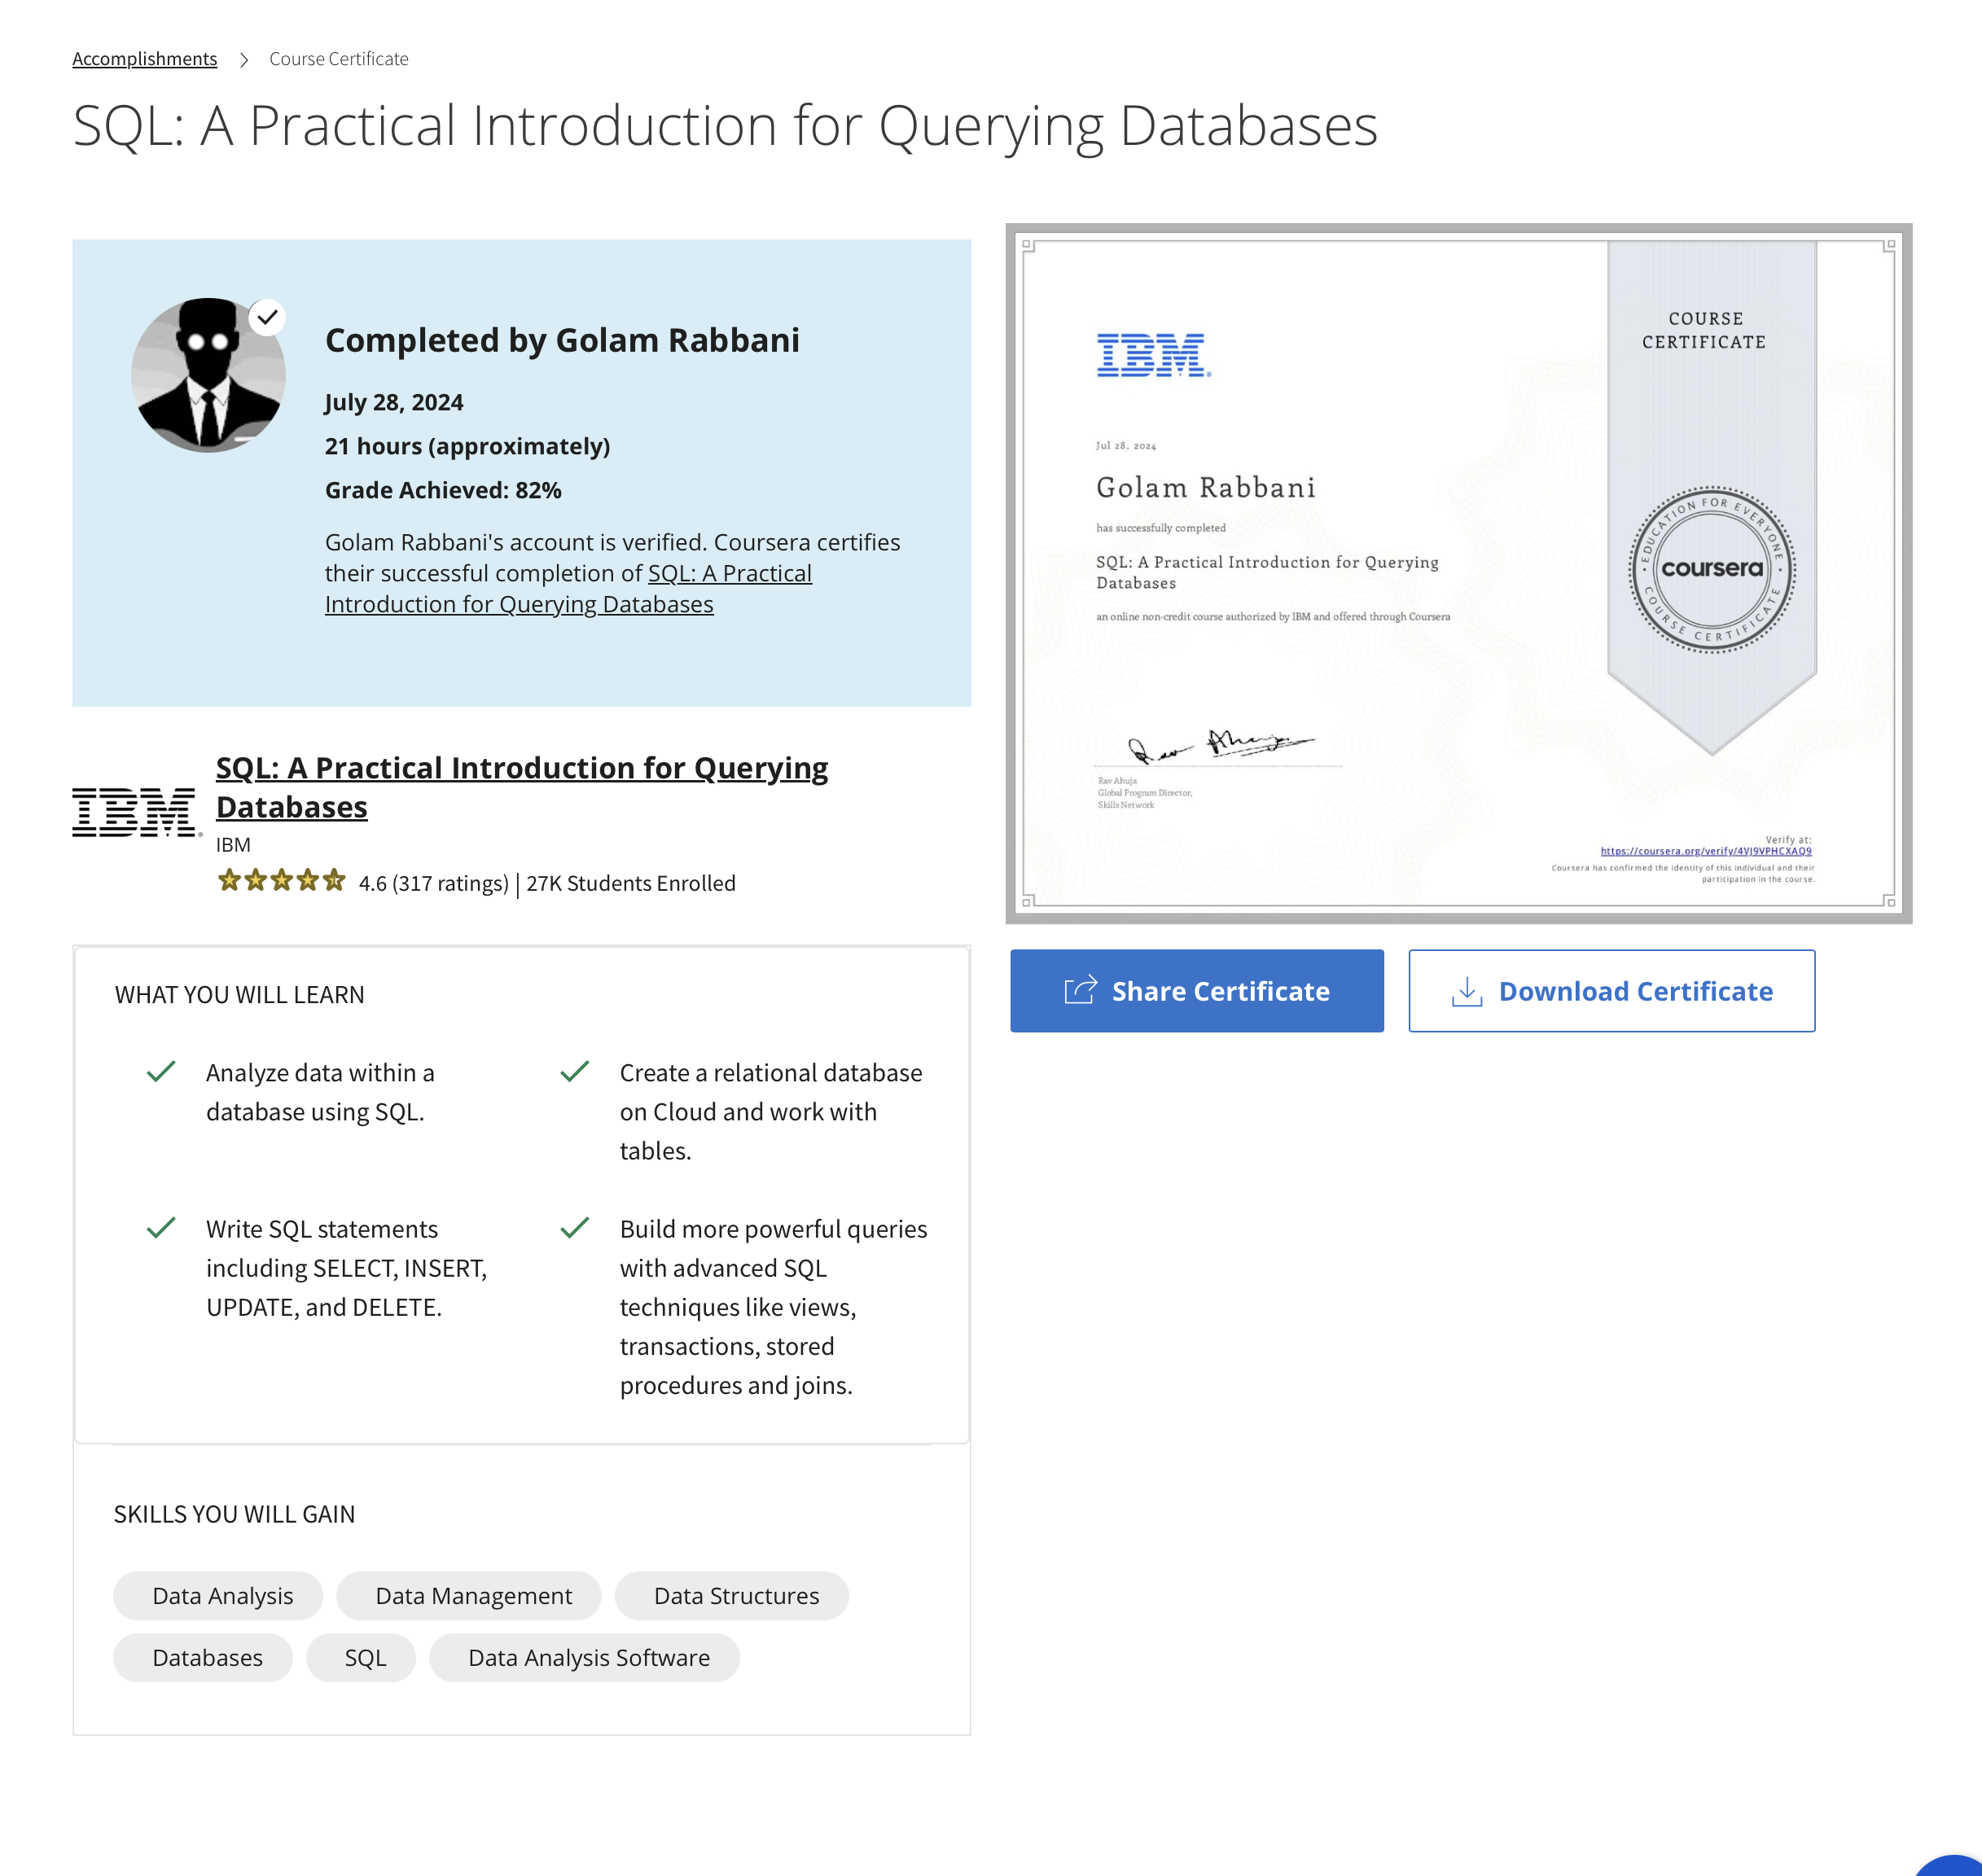 Accomplishments > Course Certificate
SQL: A Practical Introduction for Querying Databases
Completed by Golam Rabbani
July 28, 2024
21 hours (approximately)
Grade Achieved: 82%
Golam Rabbani's account is verified. Coursera certifies
their successful completion of SQL: A Practical
Introduction for Querying Databases
IBM
SQL: A Practical Introduction for Querying
Databases
IBM
4.6 (317 ratings) | 27K Students Enrolled
WHAT YOU WILL LEARN
Analyze data within a
database using SQL.
Create a relational database
on Cloud and work with
tables.
Write SQL statements
including SELECT, INSERT,
UPDATE, and DELETE.
Build more powerful queries
with advanced SQL
techniques like views,
transactions, stored
procedures and joins.
SKILLS YOU WILL GAIN
Data Analysis
Data Management
Data Structures
Databases
SQL
Data Analysis Software
IBM
Jul 28, 2024
Golam Rabbani
has successfully completed
SQL: A Practical Introduction for Querying
Databases
an online non-credit course authorized by IBM and offered through Coursera
Rav Ahuja
Rav Ahuja
Global Program Director,
Skills Network
COURSE
CERTIFICATE
EDUCATION FOR EVERYONE
coursera
COURSE CERTIFICATE
Verify at:
https://coursera.org/verify/4VJ9VPHCXAQ9
Coursera has confirmed the identity of this individual and their
participation in the course.
Share Certificate
Download Certificate